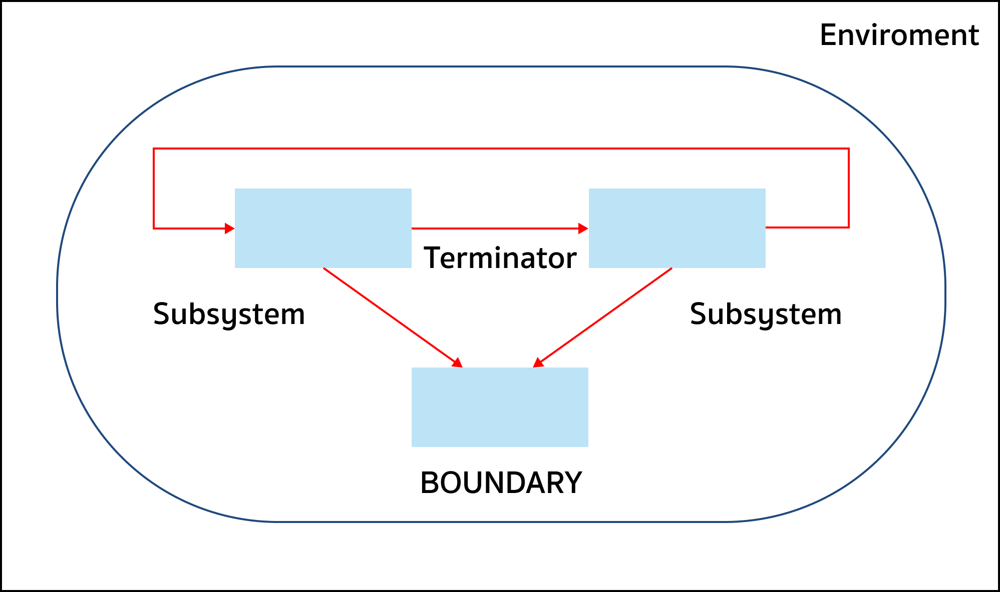 Enviroment
Terminator
Subsystem
Subsystem
BOUNDARY